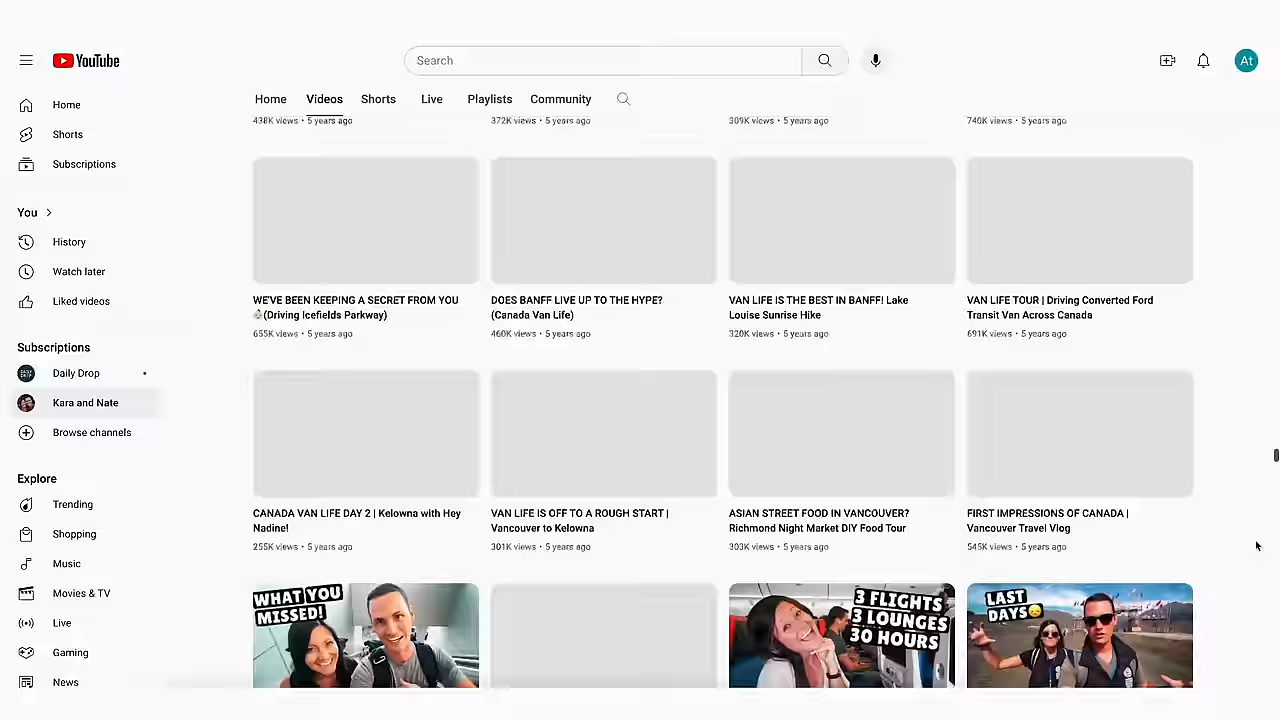 YouTube
Search
At
Home
Videos
Shorts
Live
Playlists
Community
438K views • 5 years ago
372K views • 5 years ago
309K views • 5 years ago
740K views • 5 years ago
Home
Shorts
Subscriptions
You
History
Watch later
Liked videos
Subscriptions
Daily Drop
Kara and Nate
Browse channels
Explore
Trending
Shopping
Music
Movies & TV
Live
Gaming
News
WE'VE BEEN KEEPING A SECRET FROM YOU
(Driving Icefields Parkway)
655K views • 5 years ago
DOES BANFF LIVE UP TO THE HYPE?
(Canada Van Life)
460K views • 5 years ago
VAN LIFE IS THE BEST IN BANFF! Lake
Louise Sunrise Hike
320K views • 5 years ago
VAN LIFE TOUR | Driving Converted Ford
Transit Van Across Canada
691K views • 5 years ago
CANADA VAN LIFE DAY 2 | Kelowna with Hey
Nadine!
255K views • 5 years ago
VAN LIFE IS OFF TO A ROUGH START |
Vancouver to Kelowna
301K views • 5 years ago
ASIAN STREET FOOD IN VANCOUVER?
Richmond Night Market DIY Food Tour
303K views • 5 years ago
FIRST IMPRESSIONS OF CANADA |
Vancouver Travel Vlog
545K views • 5 years ago
WHAT YOU
MISSED!
3 FLIGHTS
3 LOUNGES
30 HOURS
LAST
DAYS